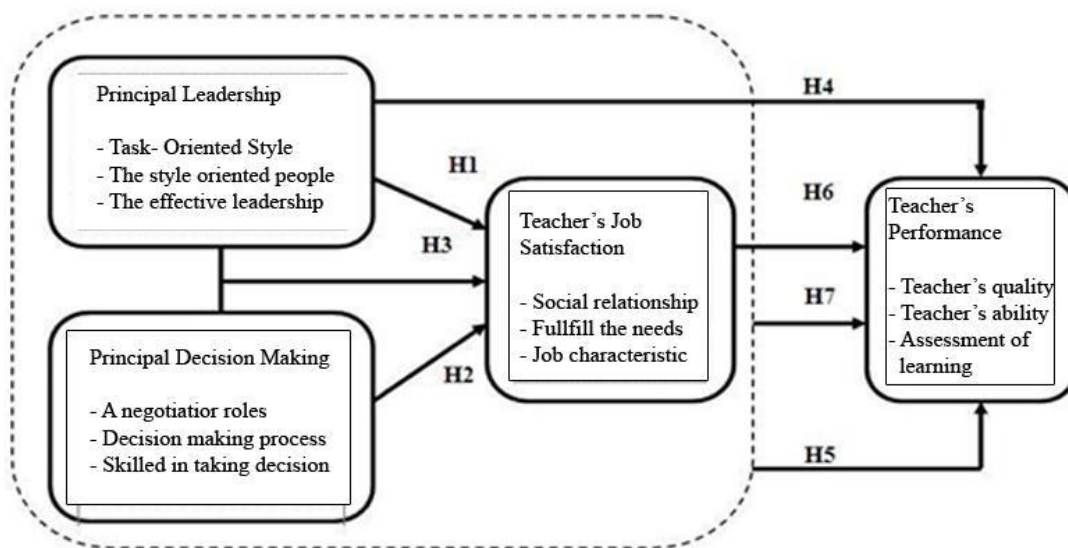 Principal Leadership
- Task- Oriented Style
- The style oriented people
- The effective leadership
H1
H3
H2
H4
Principal Decision Making
- A negotiatior roles
- Decision making process
- Skilled in taking decision
Teacher’s Job
Satisfaction
- Social relationship
- Fullfill the needs
- Job characteristic
H6
H7
H5
Teacher’s
Performance
- Teacher’s quality
- Teacher’s ability
- Assessment of
learning